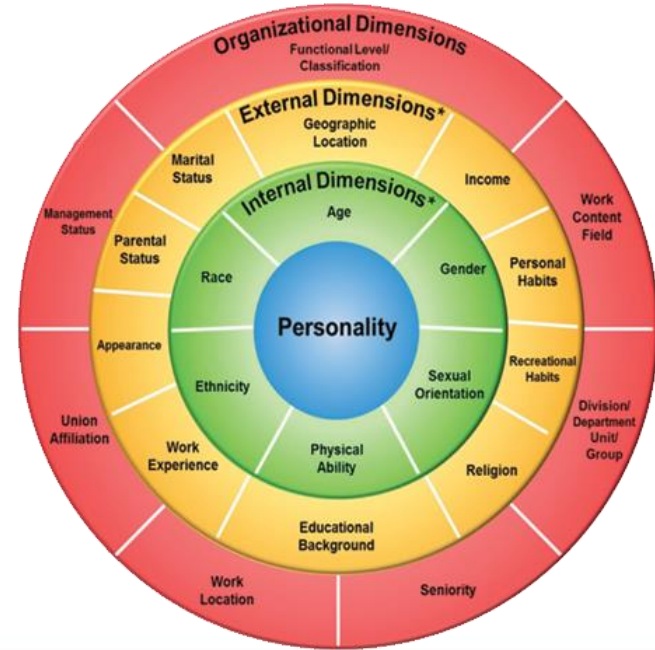 Organizational Dimensions
Functional Level/
Classification
External Dimensions*
Geographic
Location
Marital
Status
Income
Internal Dimensions*
Age
Management
Status
Work
Content
Field
Parental
Status
Personal
Habits
Race
Gender
Personality
Appearance
Recreational
Habits
Ethnicity
Sexual
Orientation
Union
Affiliation
Division/
Department
Unit/
Group
Work
Experience
Physical
Ability
Religion
Educational
Background
Work
Location
Seniority